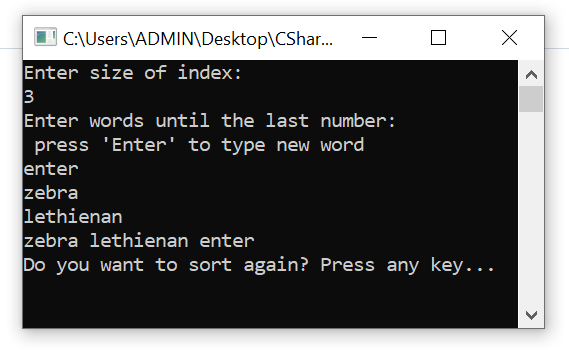 C:\Users\ADMIN\Desktop\CShar...
Enter size of index:
3
Enter words until the last number:
 press 'Enter' to type new word
enter
zebra
lethienan
zebra lethienan enter
Do you want to sort again? Press any key...